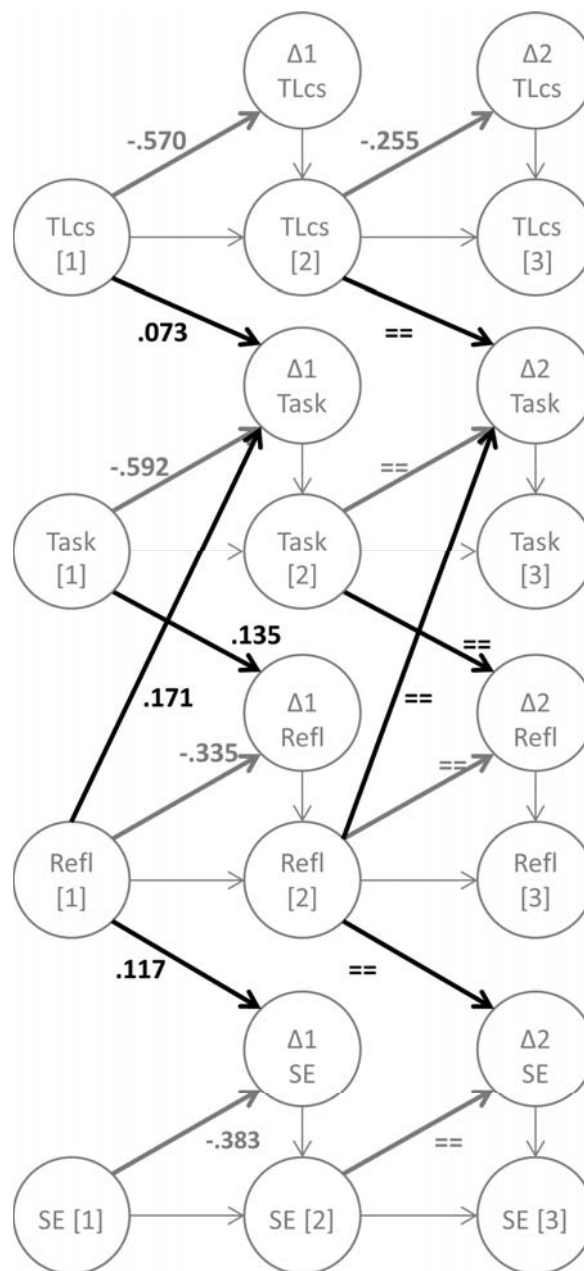 Δ1
TLcs
Δ2
TLcs
-.570
-.255
TLcs
[1]
TLcs
[2]
TLcs
[3]
.073
==
Δ1
Task
Δ2
Task
-.592
==
Task
[1]
Task
[2]
Task
[3]
.135
==
.171
==
Δ1
Refl
Δ2
Refl
-.335
==
Refl
[1]
Refl
[2]
Refl
[3]
.117
==
Δ1
SE
Δ2
SE
-.383
==
SE [1]
SE [2]
SE [3]